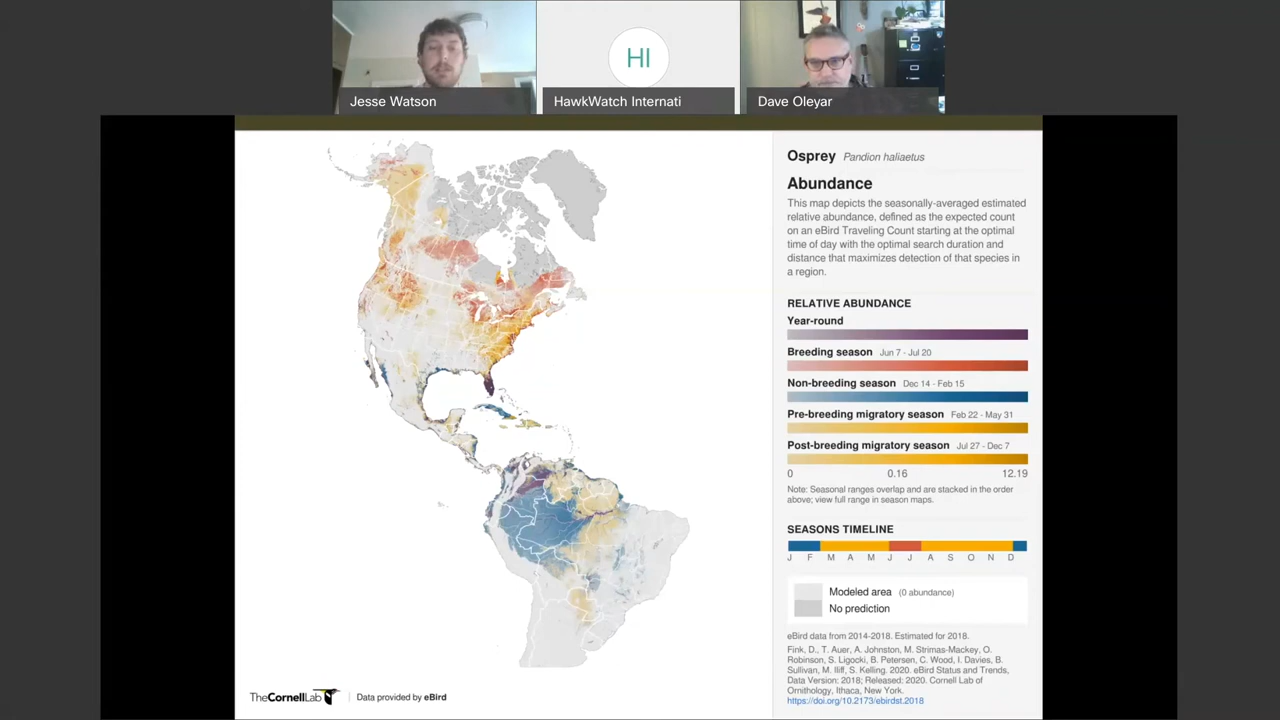 HI
Jesse Watson
HawkWatch Internati
Dave Oleyar
Osprey Pandion haliaetus
Abundance
This map depicts the seasonally-averaged estimated
relative abundance, defined as the expected count
on an eBird Traveling Count starting at the optimal
time of day with the optimal search duration and
distance that maximizes detection of that species in
a region.
RELATIVE ABUNDANCE
Year-round
Breeding season Jun 7 - Jul 20
Non-breeding season Dec 14 - Feb 15
Pre-breeding migratory season Feb 22 - May 31
Post-breeding migratory season Jul 27 - Dec 7
0 0.16 12.19
Note: Seasonal ranges overlap and are stacked in the order
above; view full range in season maps.
SEASONS TIMELINE
J F M A M J J A S O N D
Modeled area (0 abundance)
No prediction
eBird data from 2014-2018. Estimated for 2018.
Fink, D., T. Auer, A. Johnston, M. Strimas-Mackey, O.
Robinson, S. Ligocki, B. Petersen, C. Wood, I. Davies, B.
Sullivan, M. Iliff, S. Kelling. 2020. eBird Status and Trends,
Data Version: 2018; Released: 2020. Cornell Lab of
Ornithology, Ithaca, New York.
https://doi.org/10.2173/ebirdst.2018
TheCornellLab Data provided by eBird